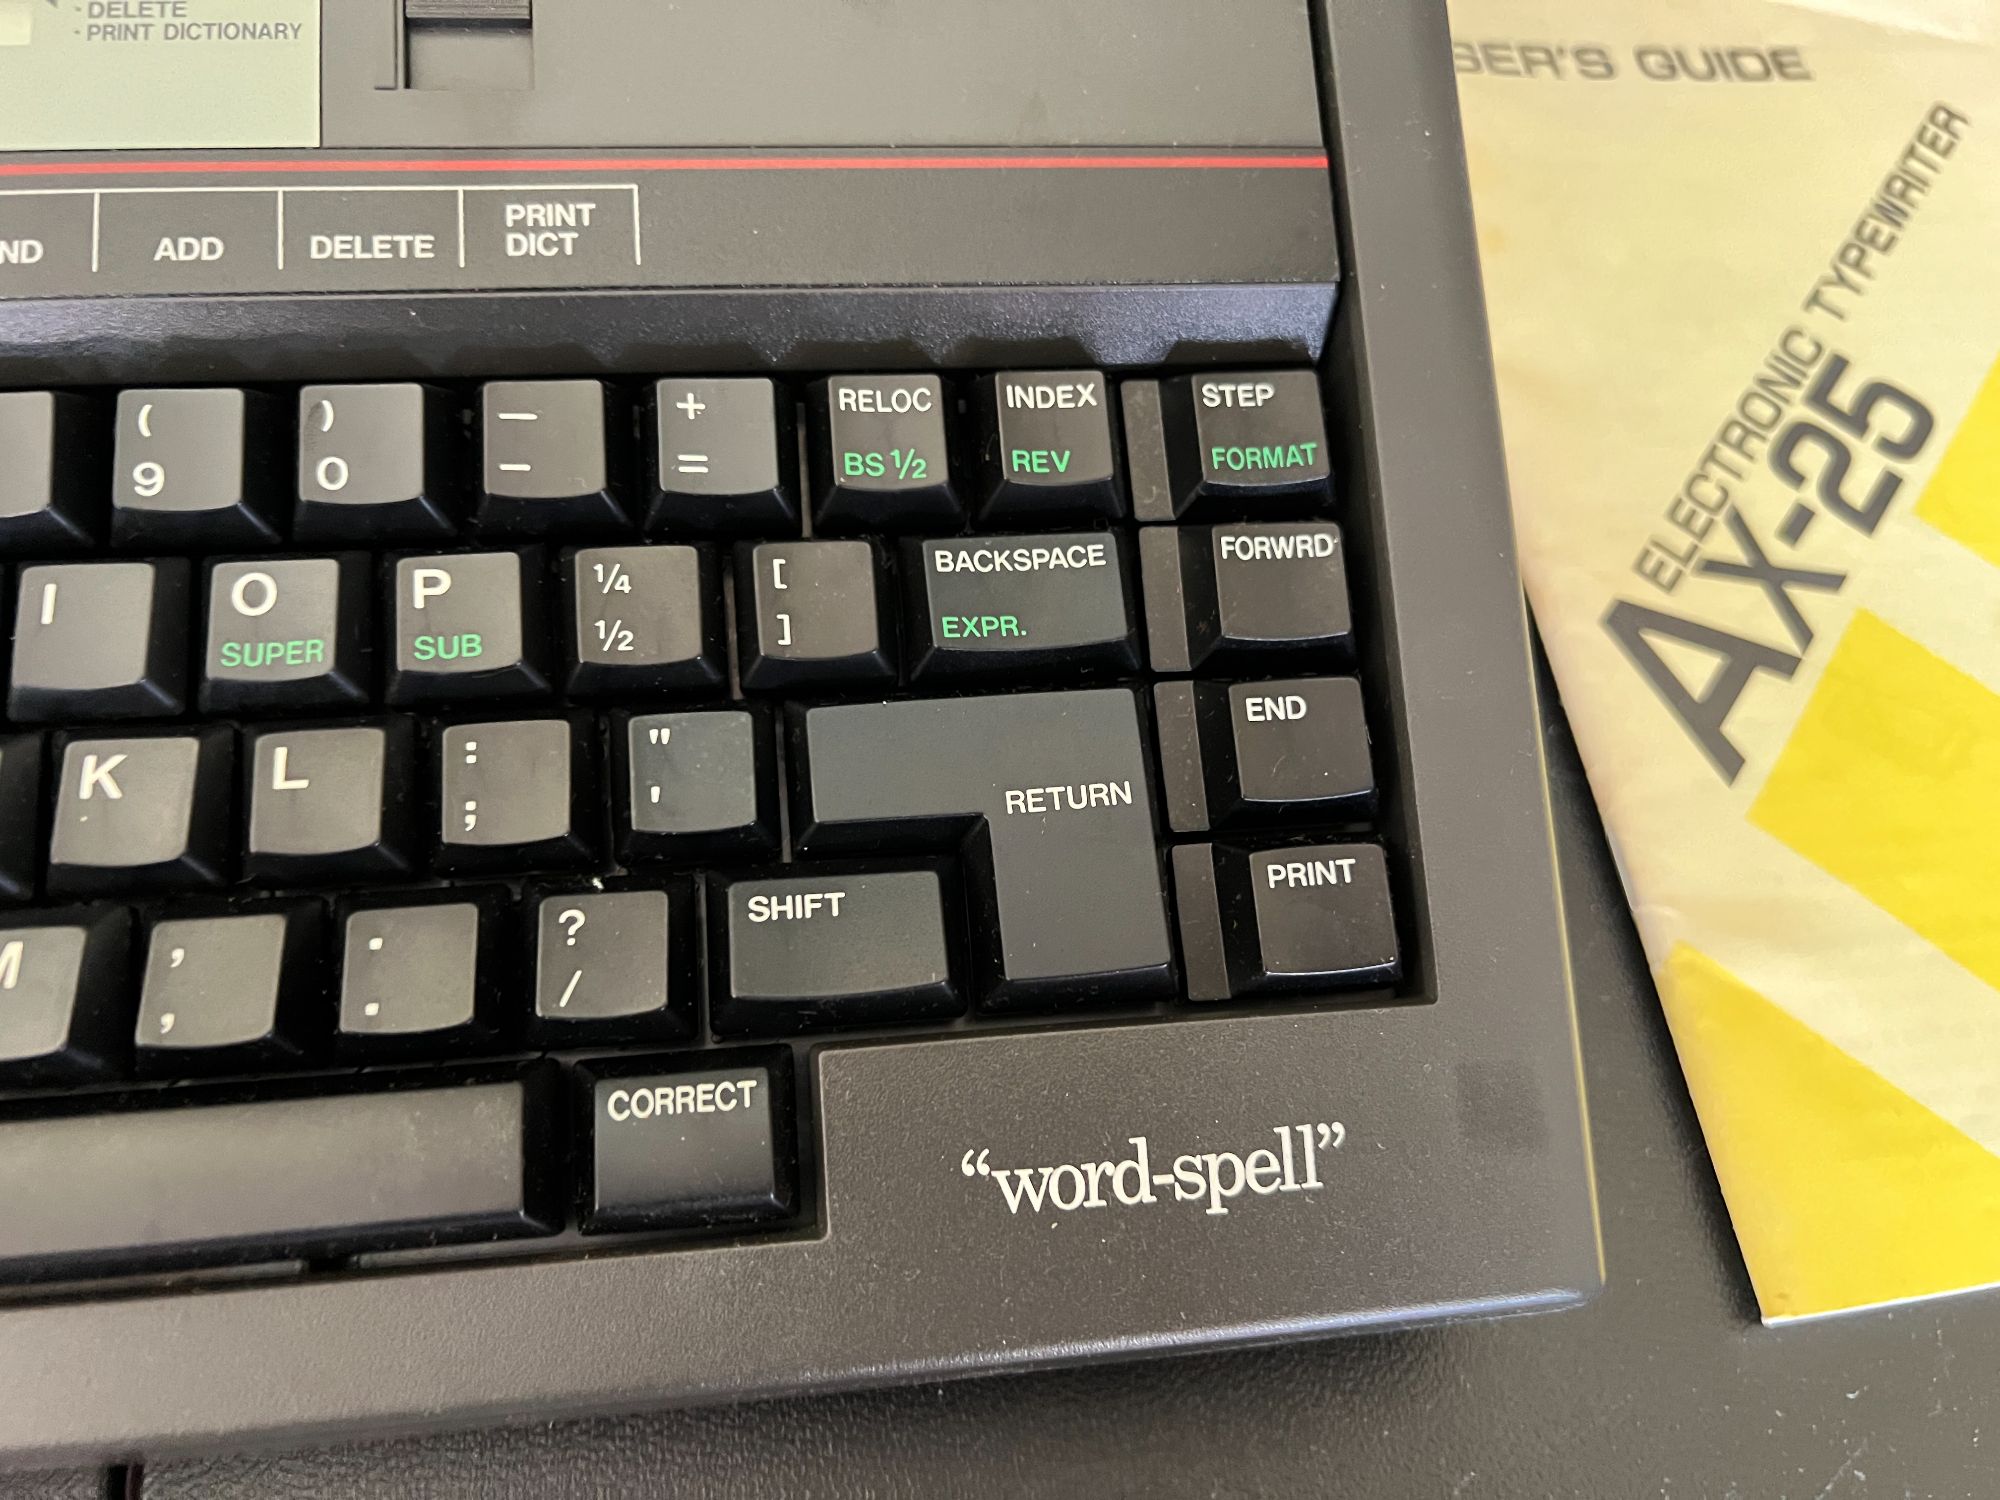 - DELETE
- PRINT DICTIONARY
ADD
DELETE
PRINT
DICT
(
9
)
0
—
-
+
=
RELOC
BS ½
INDEX
REV
STEP
FORMAT
I
O
SUPER
P
SUB
¼
½
[
]
BACKSPACE
EXPR.
FORWRD
K
L
:
;
"
'
RETURN
END
M
,
,
.
.
?
/
SHIFT
PRINT
CORRECT
“word-spell”
GUIDE
ELECTRONIC TYPEWRITER
AX-25